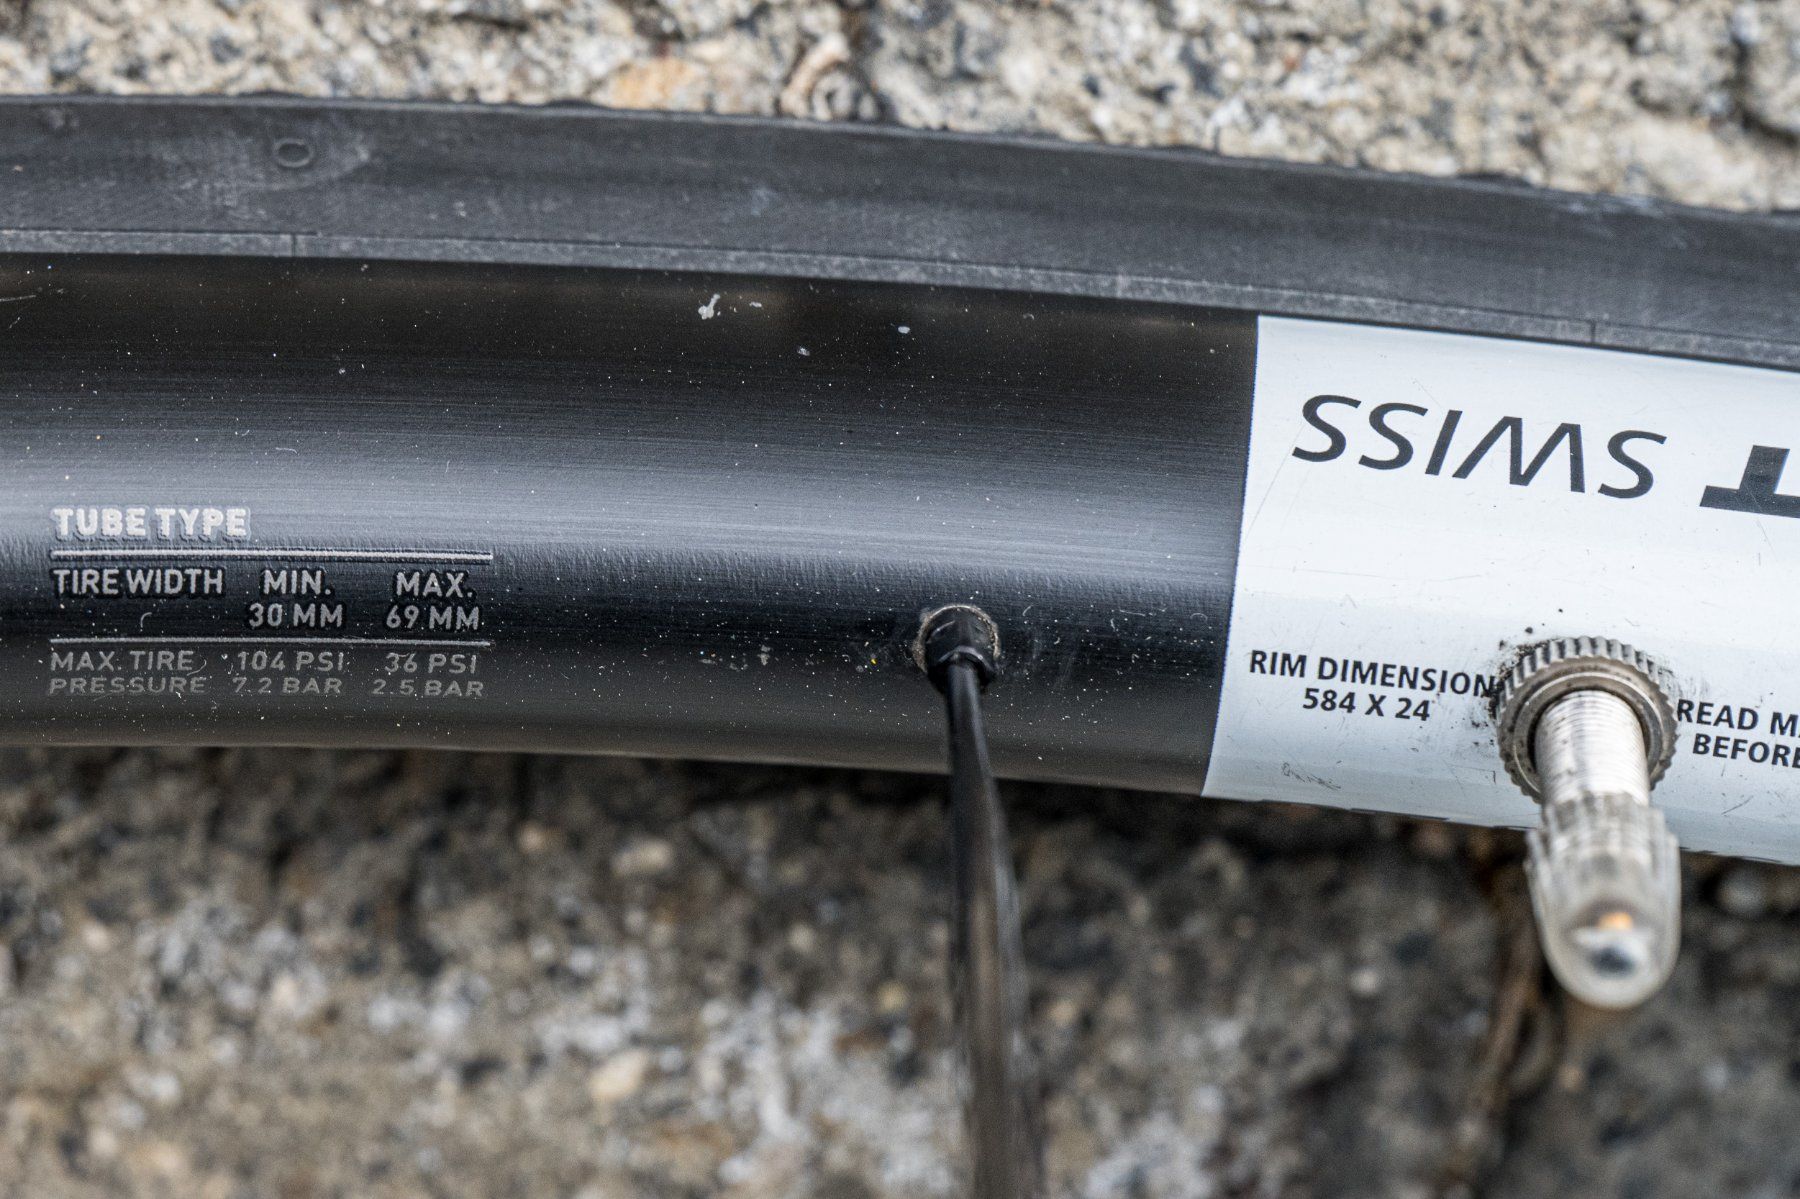 TUBE TYPE
TIRE WIDTH MIN. MAX.
30 MM 69 MM
MAX. TIRE 104 PSI 36 PSI
PRESSURE 7.2 BAR 2.5 BAR
SWISS
RIM DIMENSION
584 X 24
READ
BEFORE